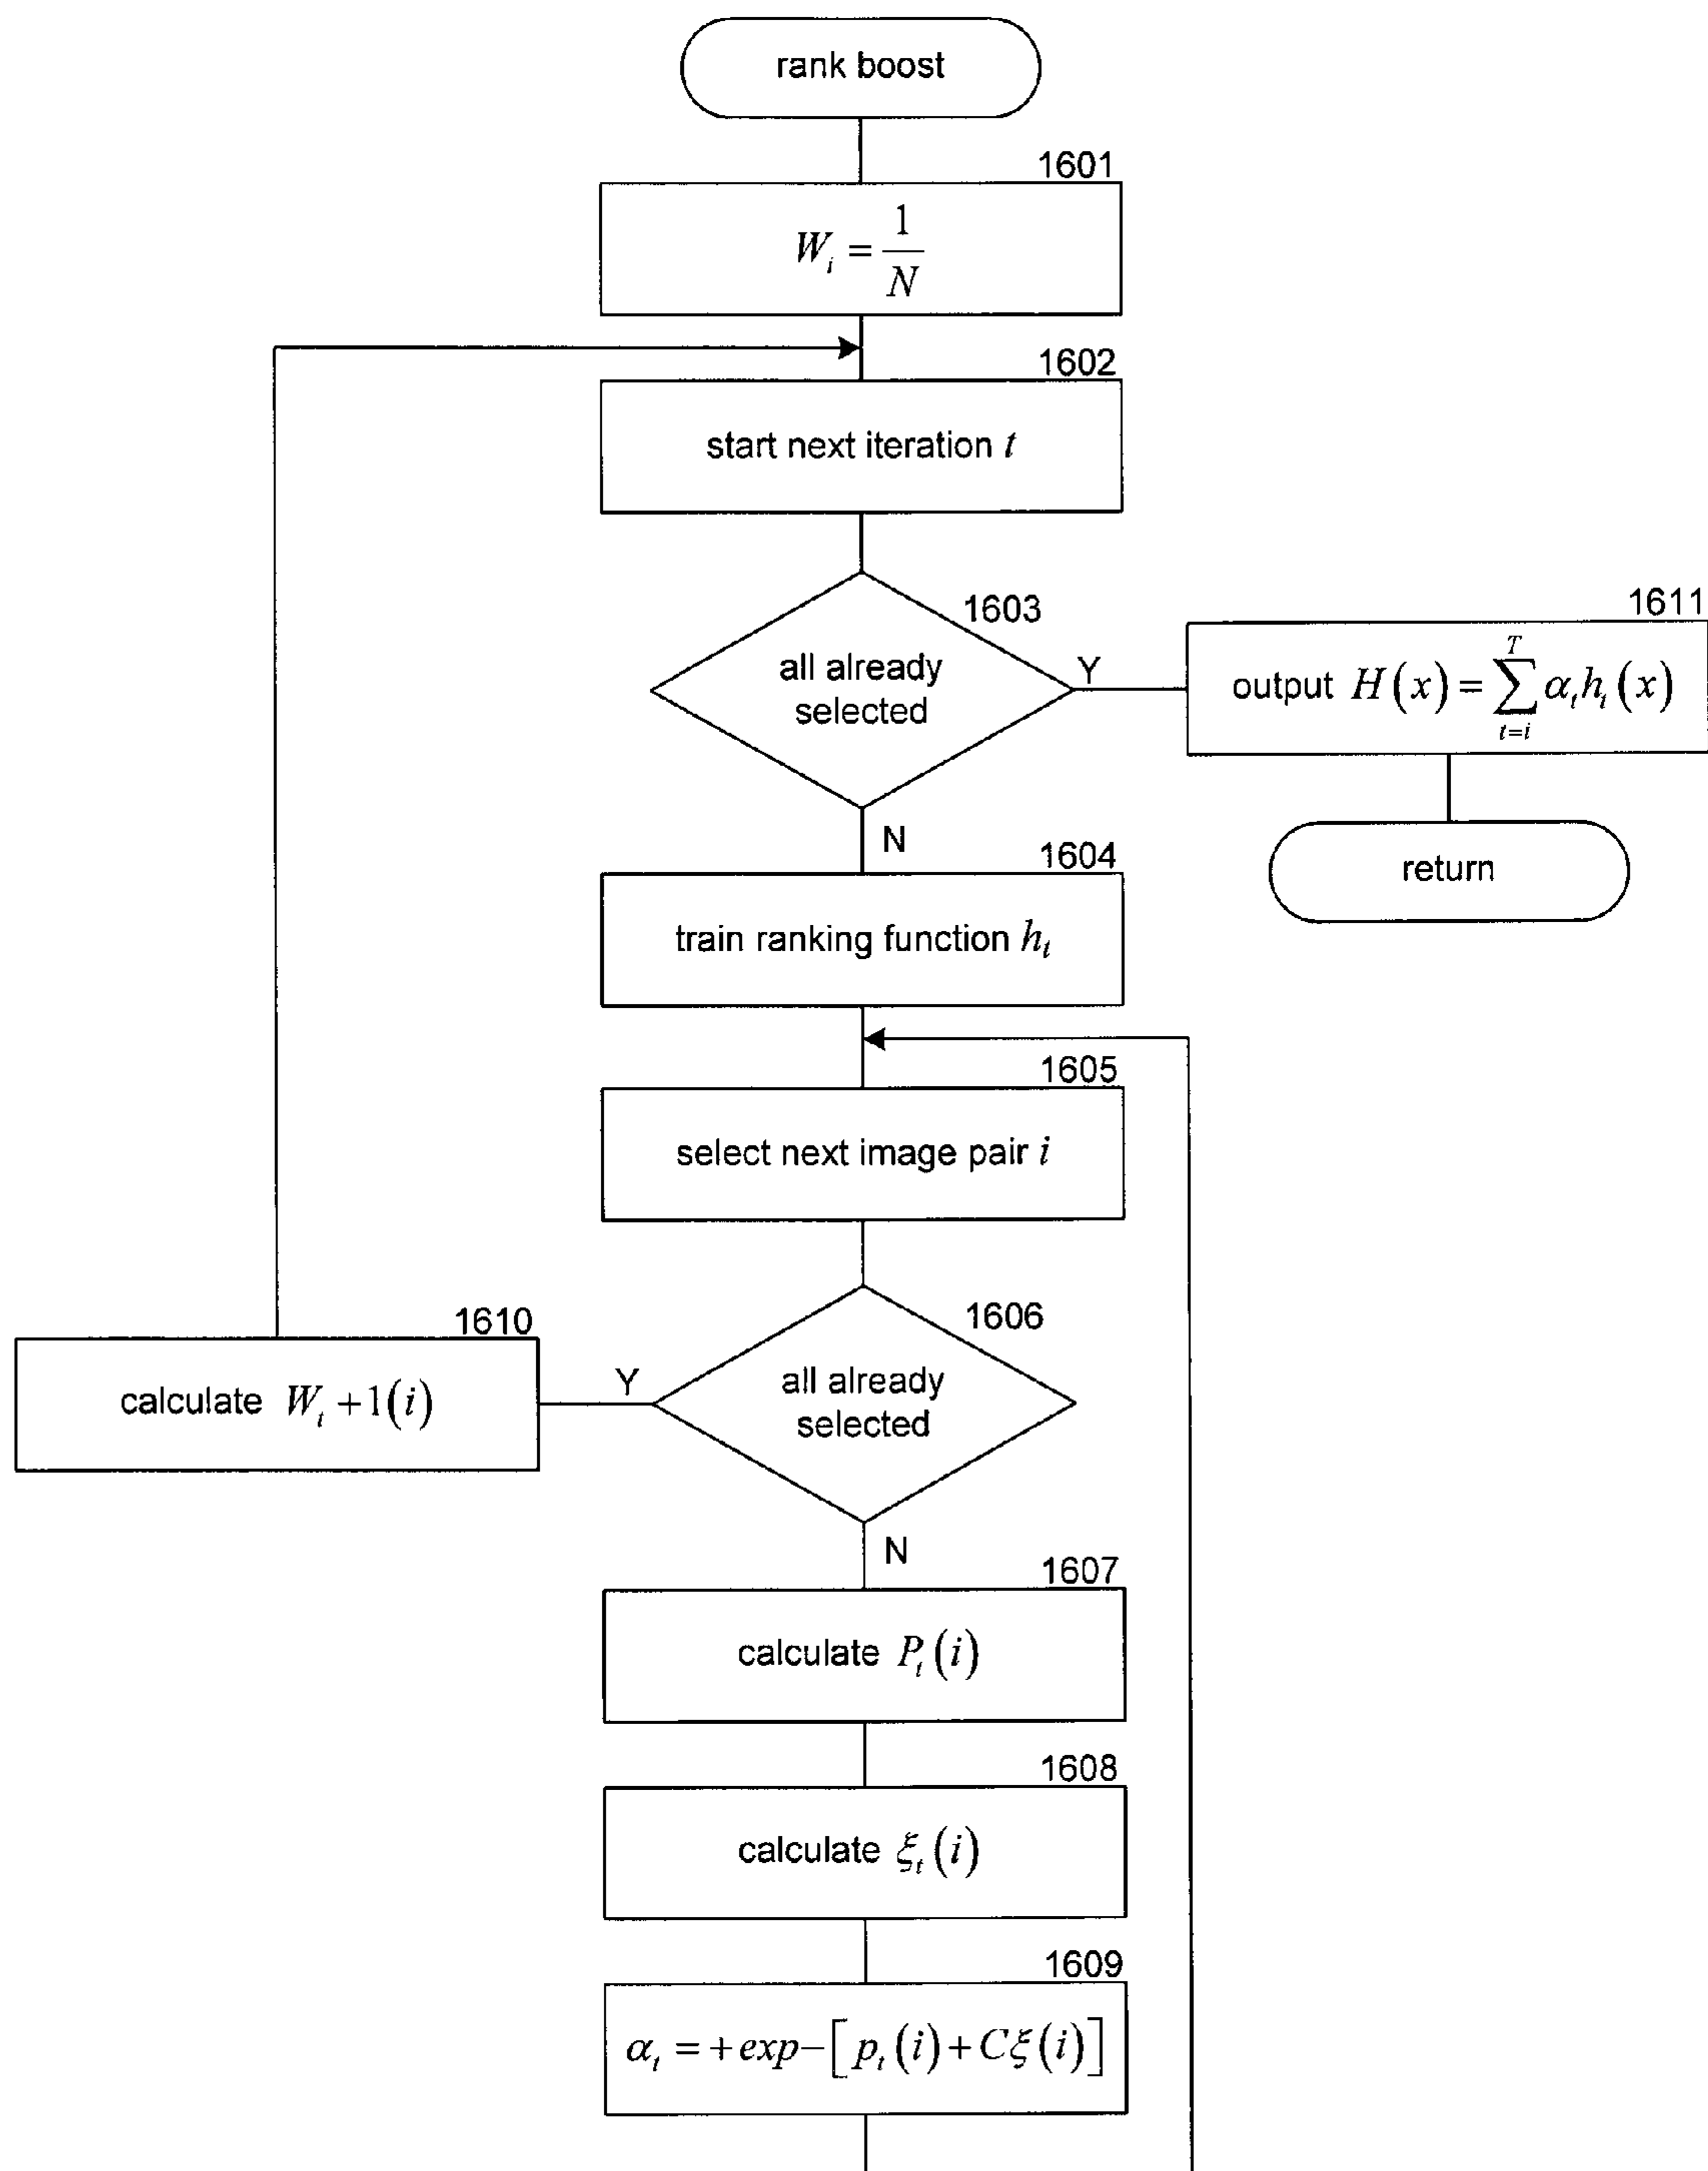 rank boost
1601
W_i = 1/N
1602
start next iteration t
1603
all already
selected
Y
1611
output H(x) = ∑_{t=i}^{T} α_t h_t(x)
return
N
1604
train ranking function h_t
1605
select next image pair i
1606
all already
selected
Y
1610
calculate W_t +1(i)
N
1607
calculate P_t(i)
1608
calculate ξ_t(i)
1609
α_t = +exp−[p_t(i)+Cξ(i)]